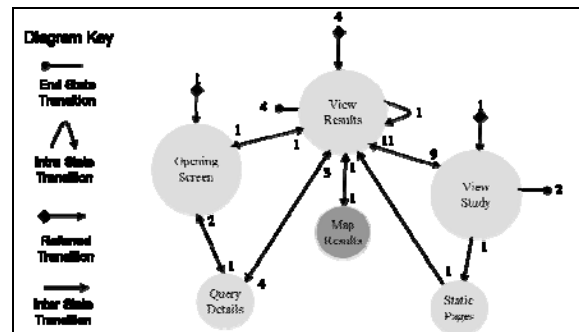 Diagram Key
End State
Transition
Intra State
Transition
Referred
Transition
Inter State
Transition
4
4
View
Results
1
1
1
1
11
9
3
1
1
Opening
Screen
2
1
4
Map
Results
View
Study
2
1
1
Query
Details
Static
Pages